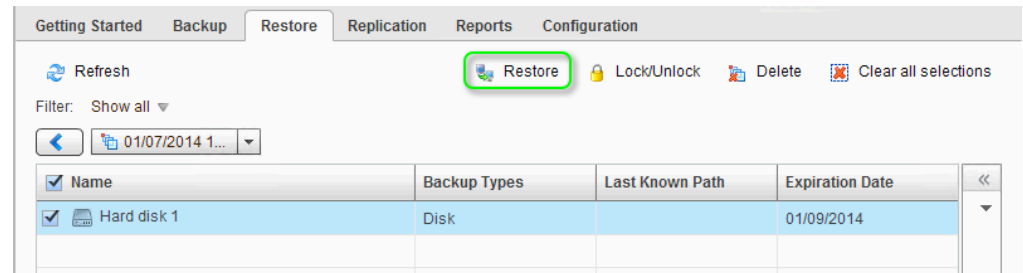 Getting Started Backup Restore Replication Reports Configuration
Refresh Restore Lock/Unlock Delete Clear all selections
Filter: Show all
01/07/2014 1...
Name Backup Types Last Known Path Expiration Date
Hard disk 1 Disk 01/09/2014